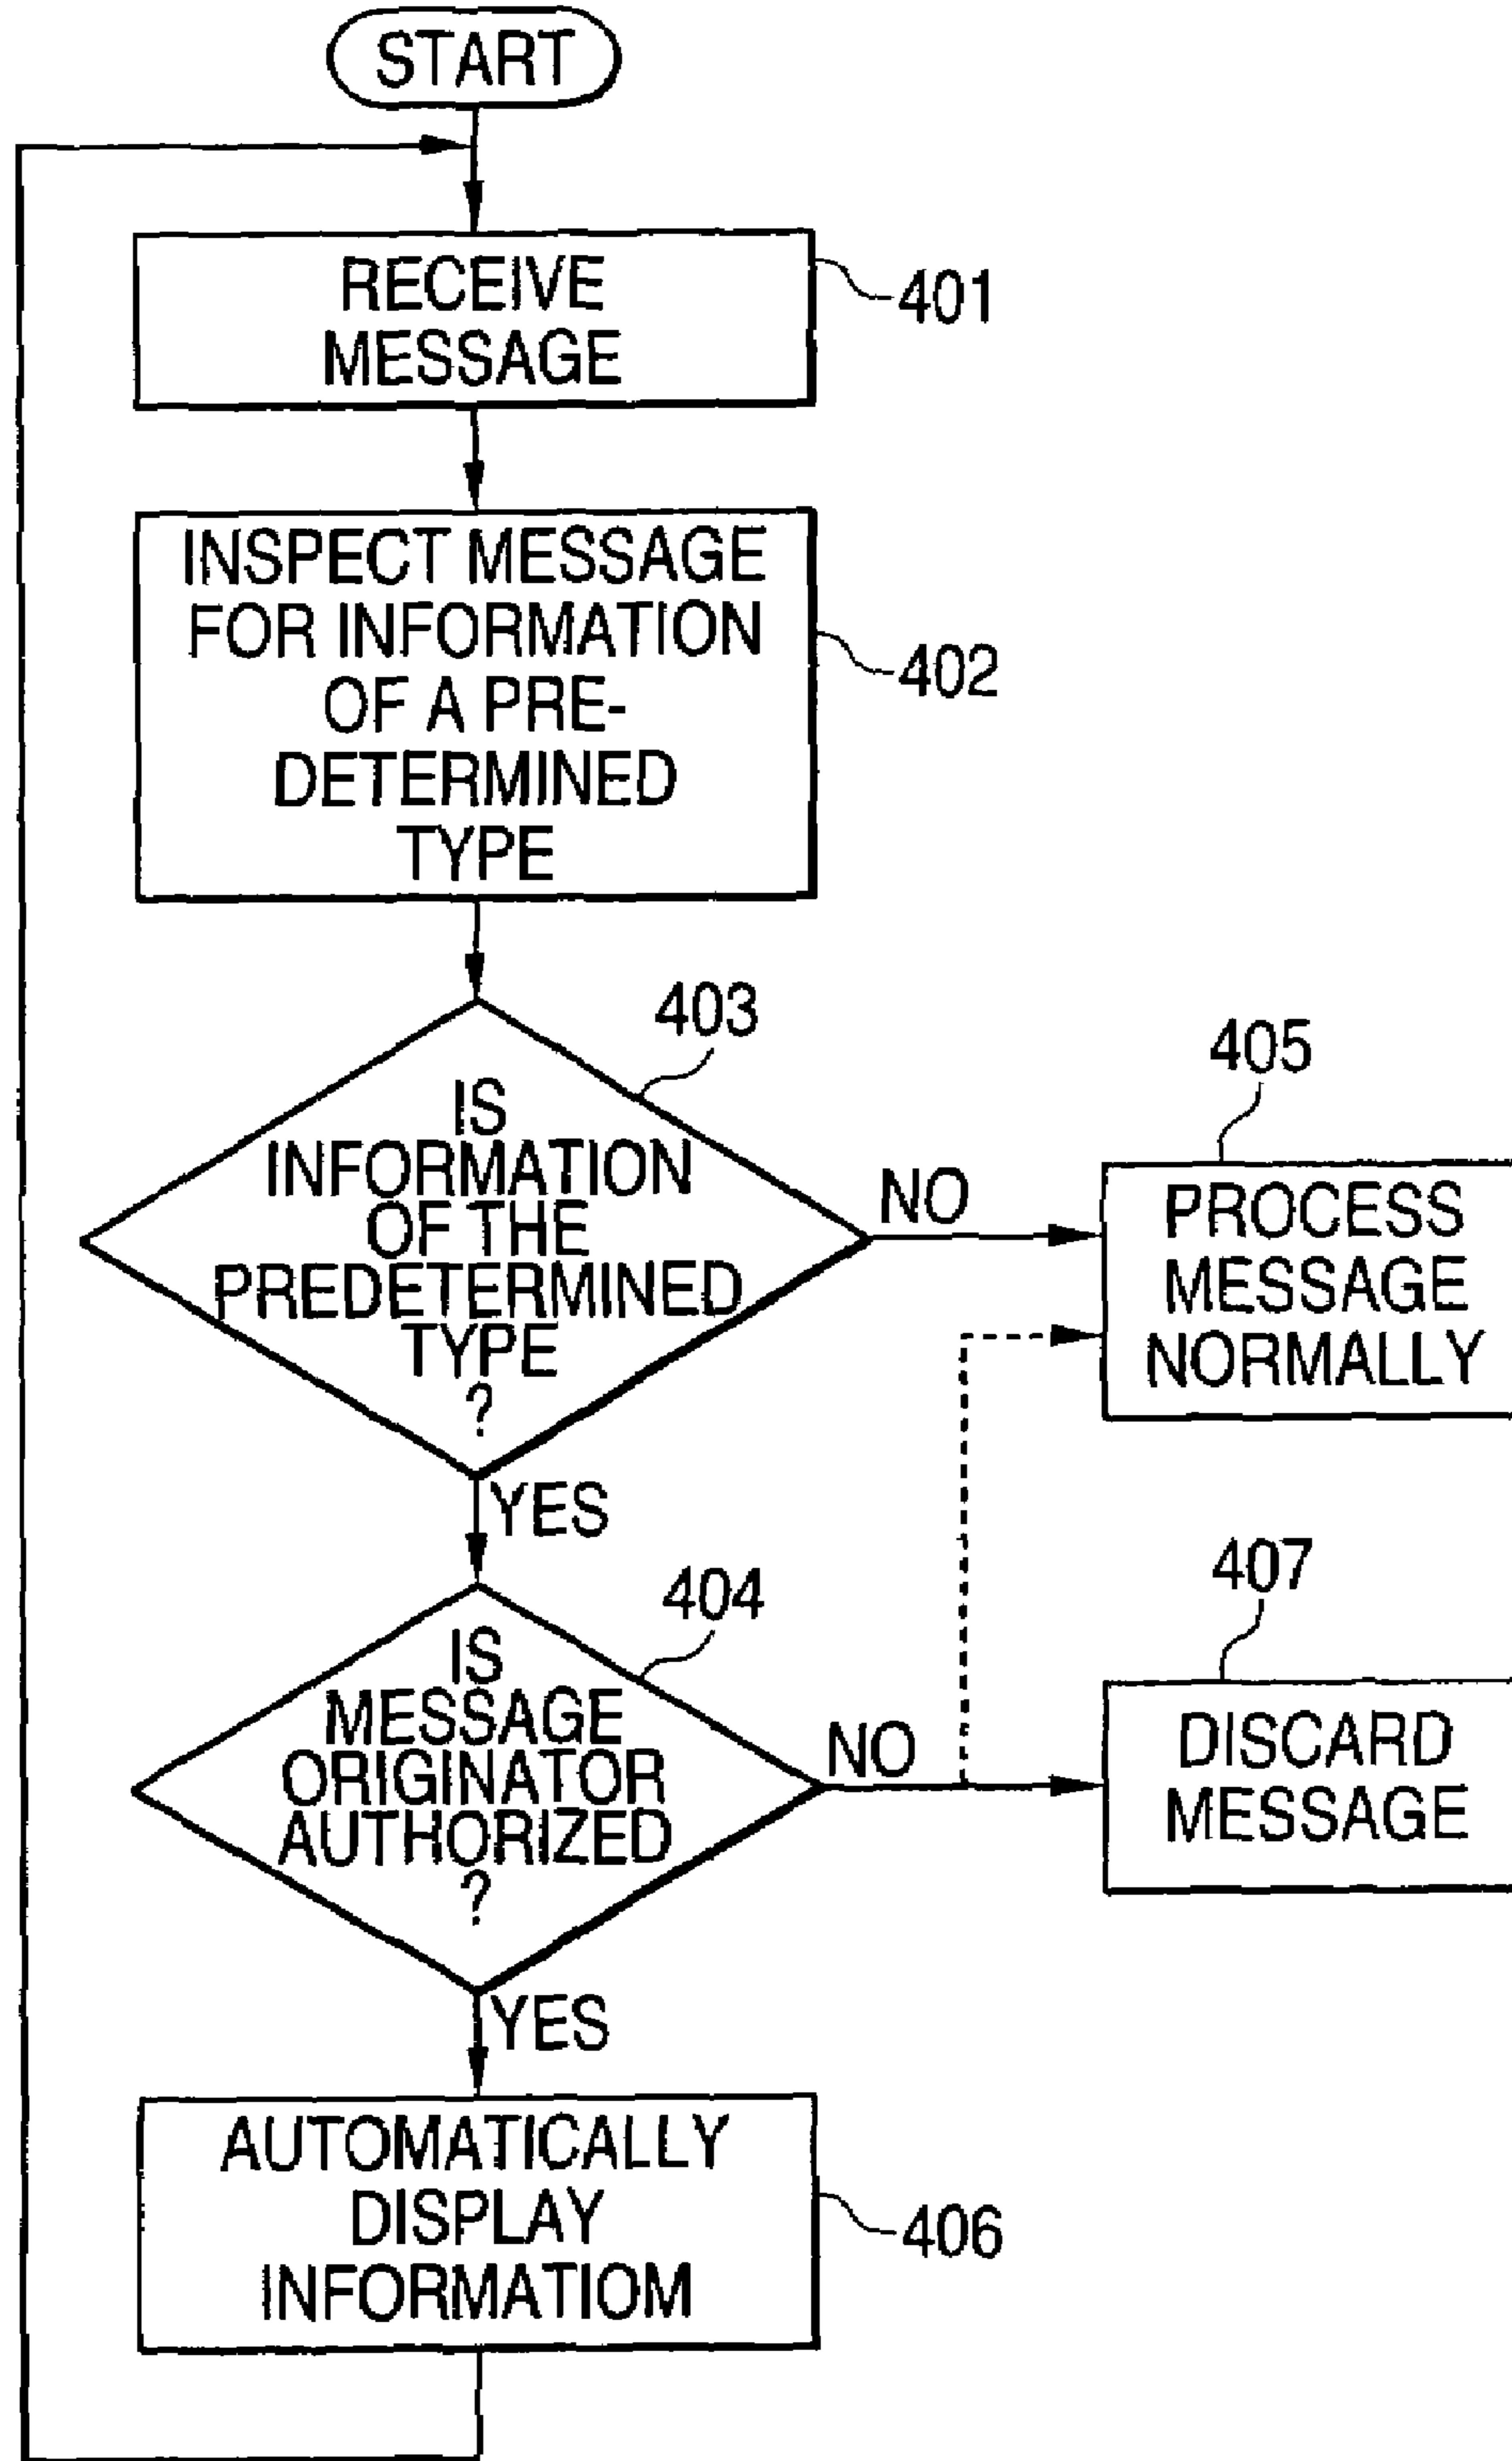 START
RECEIVE
MESSAGE
401
INSPECT MESSAGE
FOR INFORMATION
OF A PRE-
DETERMINED
TYPE
402
403
IS
INFORMATION
OF THE
PREDETERMINED
TYPE
?
NO
405
PROCESS
MESSAGE
NORMALLY
YES
404
IS
MESSAGE
ORIGINATOR
AUTHORIZED
?
NO
407
DISCARD
MESSAGE
YES
AUTOMATICALLY
DISPLAY
INFORMATIOM
406